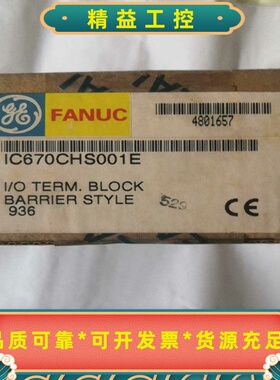 精益工控
GE FANUC
4801657
IC670CHS001E
I/O TERM. BLOCK
BARRIER STYLE
936
529
CE
品质可靠*可开发票*货源充足